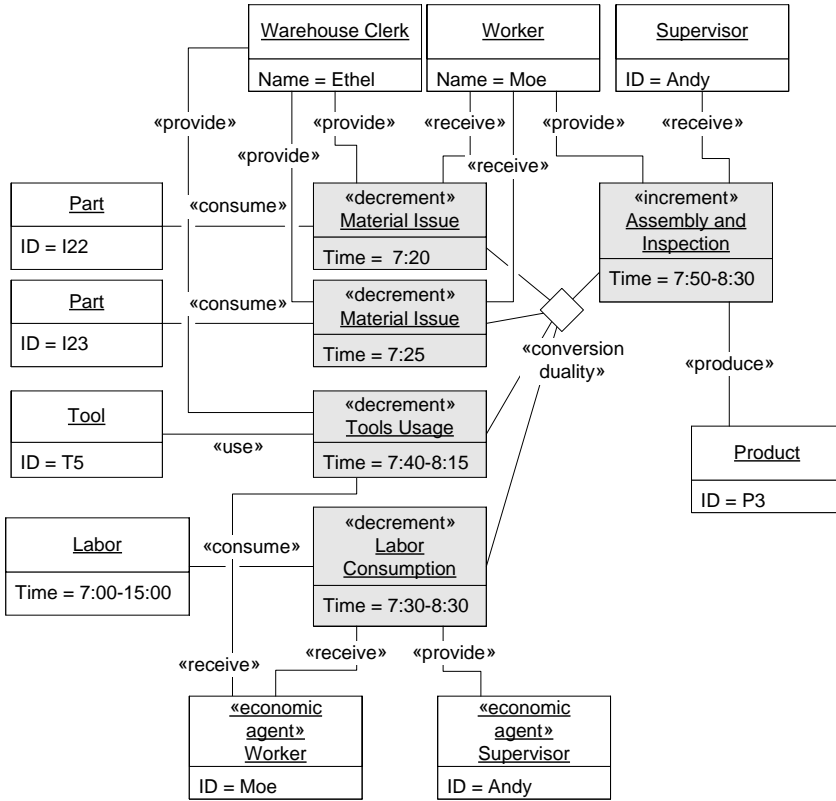 Warehouse Clerk
Name = Ethel
Worker
Name = Moe
Supervisor
ID = Andy
«provide»
«provide»
«receive»
«provide»
«receive»
«provide»
«receive»
Part
ID = I22
«consume»
«decrement»
Material Issue
Time =  7:20
«increment»
Assembly and
Inspection
Time = 7:50-8:30
Part
ID = I23
«consume»
«decrement»
Material Issue
Time = 7:25
«conversion
duality»
«produce»
Tool
ID = T5
«use»
«decrement»
Tools Usage
Time = 7:40-8:15
Product
ID = P3
Labor
Time = 7:00-15:00
«consume»
«decrement»
Labor
Consumption
Time = 7:30-8:30
«receive»
«receive»
«provide»
«economic
agent»
Worker
ID = Moe
«economic
agent»
Supervisor
ID = Andy